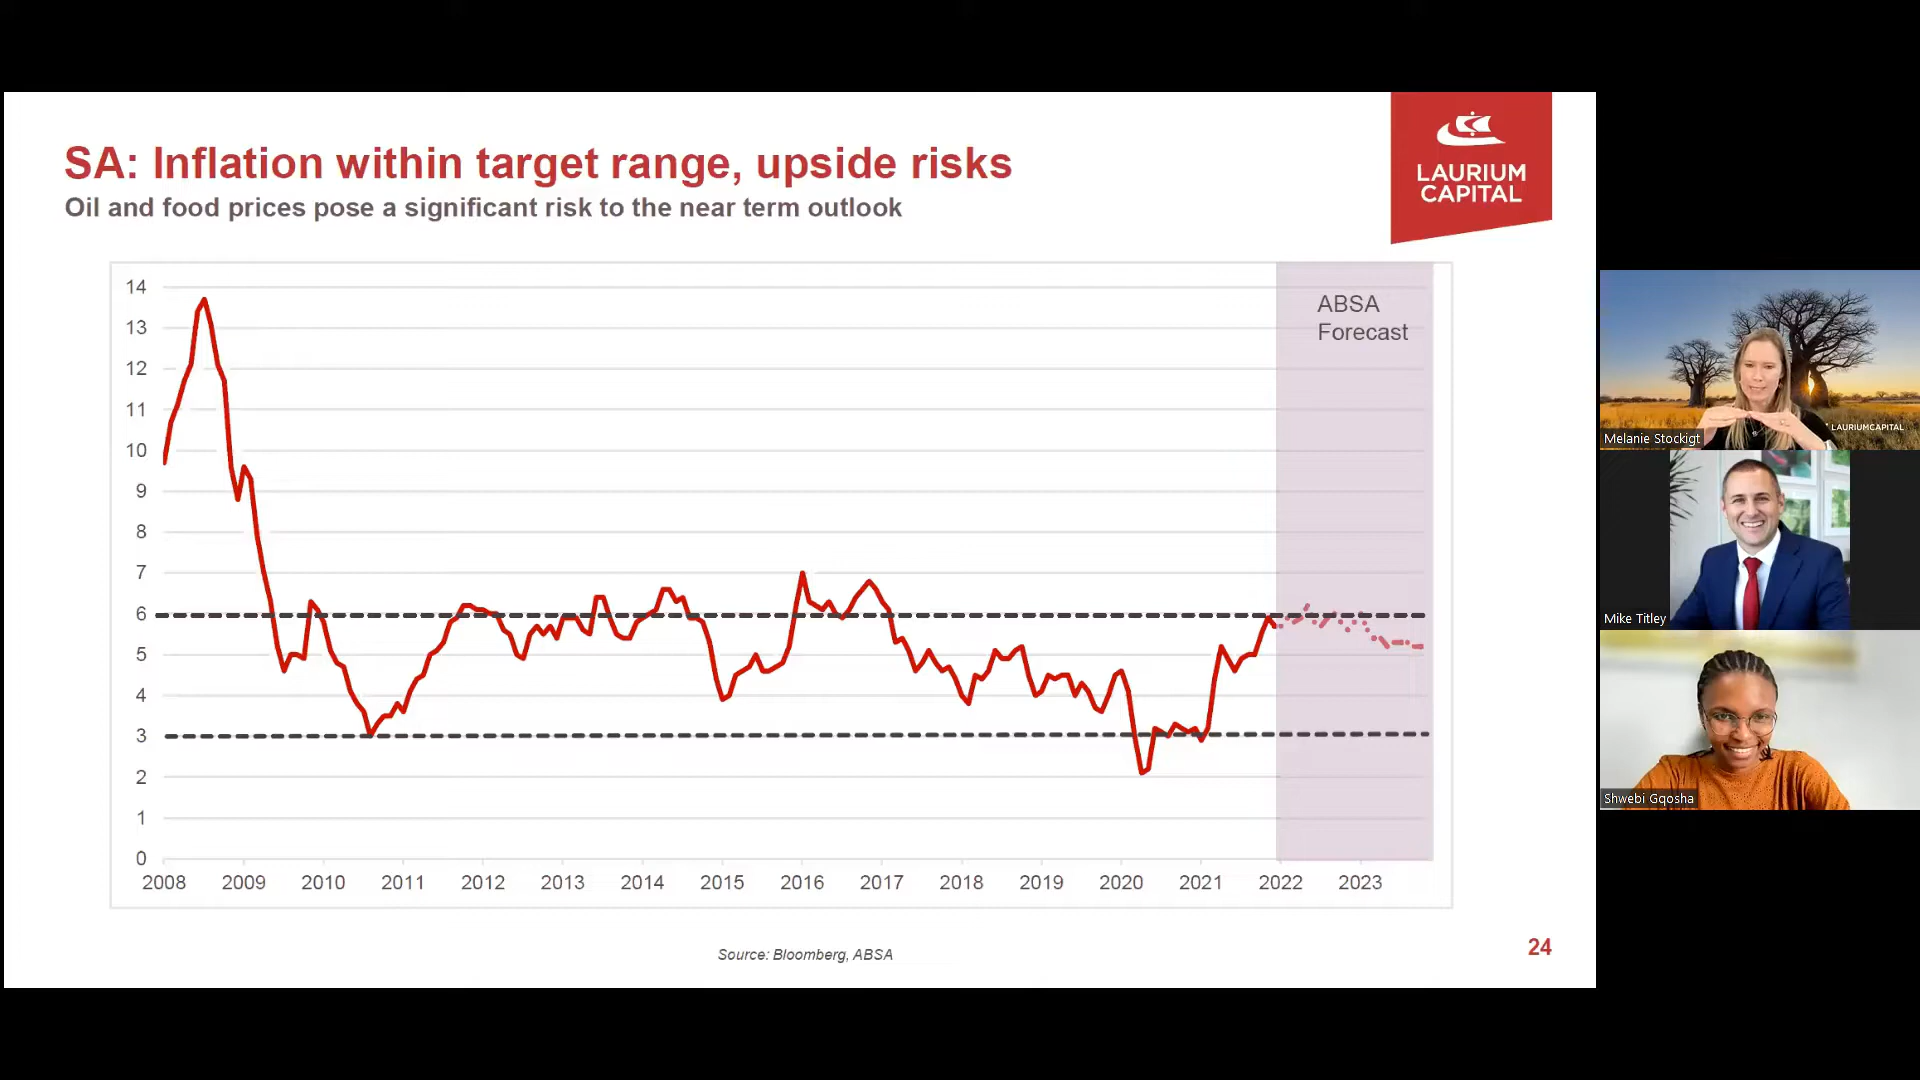 SA: Inflation within target range, upside risks
Oil and food prices pose a significant risk to the near term outlook
LAURIUM
CAPITAL
ABSA
Forecast
14
13
12
11
10
9
8
7
6
5
4
3
2
1
0
2008 2009 2010 2011 2012 2013 2014 2015 2016 2017 2018 2019 2020 2021 2022 2023
Source: Bloomberg, ABSA
24
Melanie Stockigt
LAURIUMCAPITAL
Mike Titley
Shwebi Gqosha